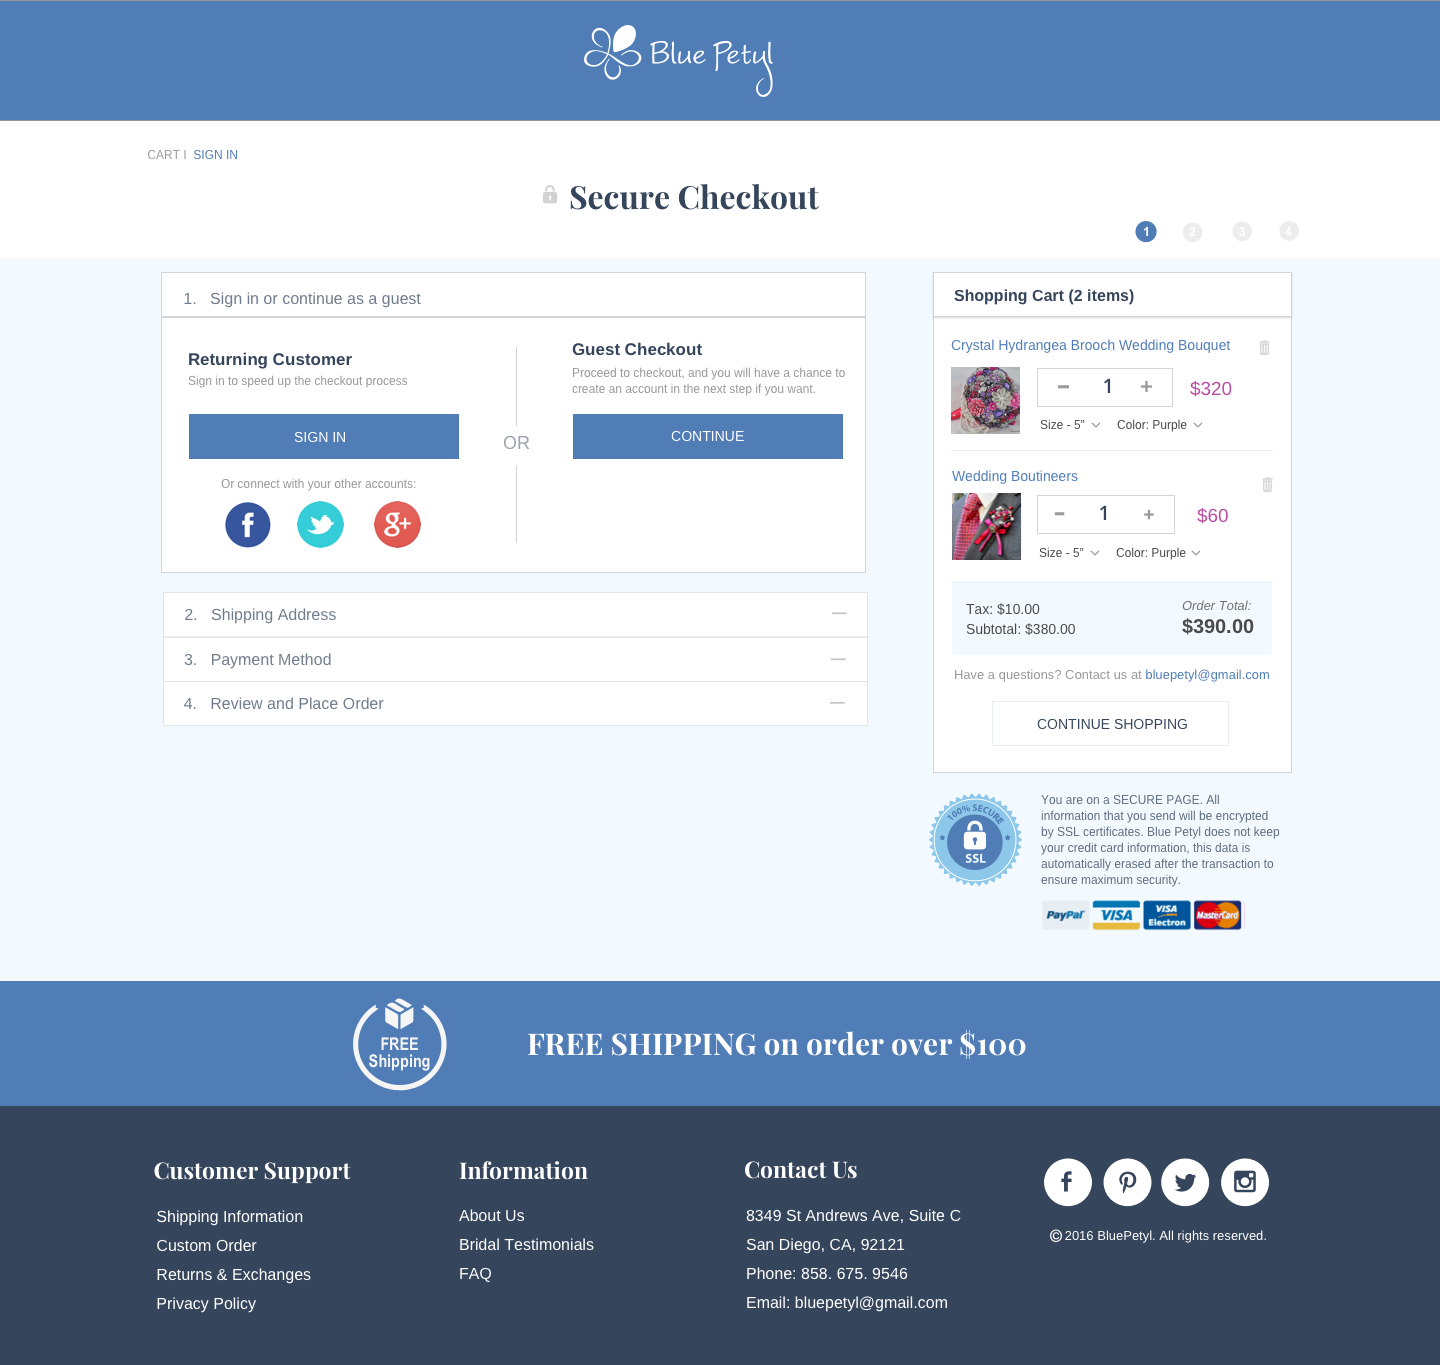 Blue Petyl
CART I SIGN IN
Secure Checkout
1 2 3 4
1. Sign in or continue as a guest
Returning Customer
Sign in to speed up the checkout process
SIGN IN
Or connect with your other accounts:
f g+
OR
Guest Checkout
Proceed to checkout, and you will have a chance to
create an account in the next step if you want.
CONTINUE
2. Shipping Address
3. Payment Method
4. Review and Place Order
Shopping Cart (2 items)
Crystal Hydrangea Brooch Wedding Bouquet
1 $320
Size - 5” Color: Purple
Wedding Boutineers
1 $60
Size - 5” Color: Purple
Tax: $10.00
Subtotal: $380.00
Order Total:
$390.00
Have a questions? Contact us at bluepetyl@gmail.com
CONTINUE SHOPPING
100% SECURE
SSL
You are on a SECURE PAGE. All
information that you send will be encrypted
by SSL certificates. Blue Petyl does not keep
your credit card information, this data is
automatically erased after the transaction to
ensure maximum security.
PayPal VISA VISA Electron MasterCard
FREE
Shipping
FREE SHIPPING on order over $100
Customer Support
Shipping Information
Custom Order
Returns & Exchanges
Privacy Policy
Information
About Us
Bridal Testimonials
FAQ
Contact Us
8349 St Andrews Ave, Suite C
San Diego, CA, 92121
Phone: 858. 675. 9546
Email: bluepetyl@gmail.com
f
© 2016 BluePetyl. All rights reserved.